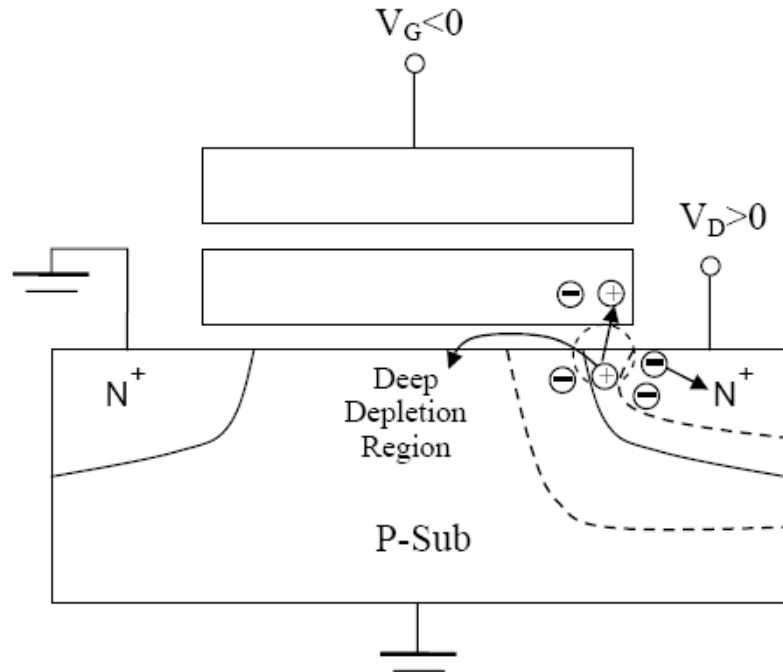 V_G<0
V_D>0
N^+
Deep
Depletion
Region
N^+
P-Sub